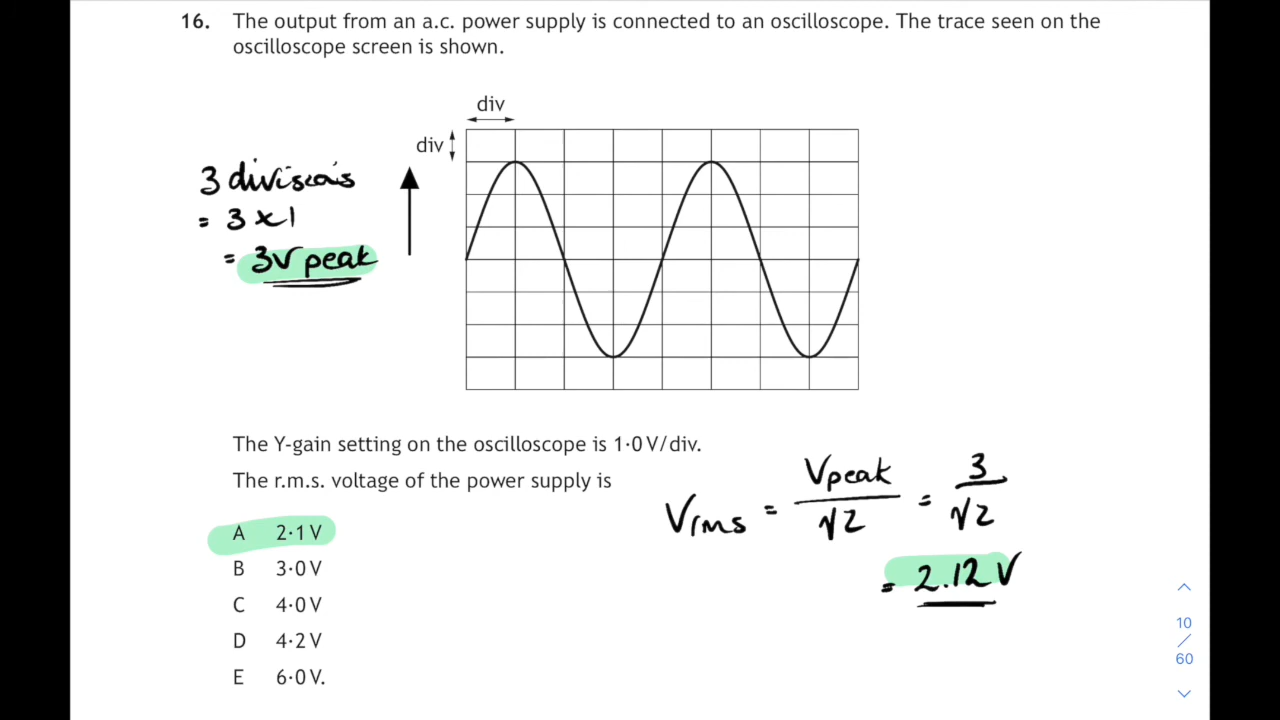 16. The output from an a.c. power supply is connected to an oscilloscope. The trace seen on the
oscilloscope screen is shown.
div
div
3 divisions
= 3 × 1
= 3V peak
The Y-gain setting on the oscilloscope is 1·0 V/div.
The r.m.s. voltage of the power supply is
Vrms = Vpeak/√2 = 3/√2
= 2.12 V
A 2·1 V
B 3·0 V
C 4·0 V
D 4·2 V
E 6·0 V.
10
/
60